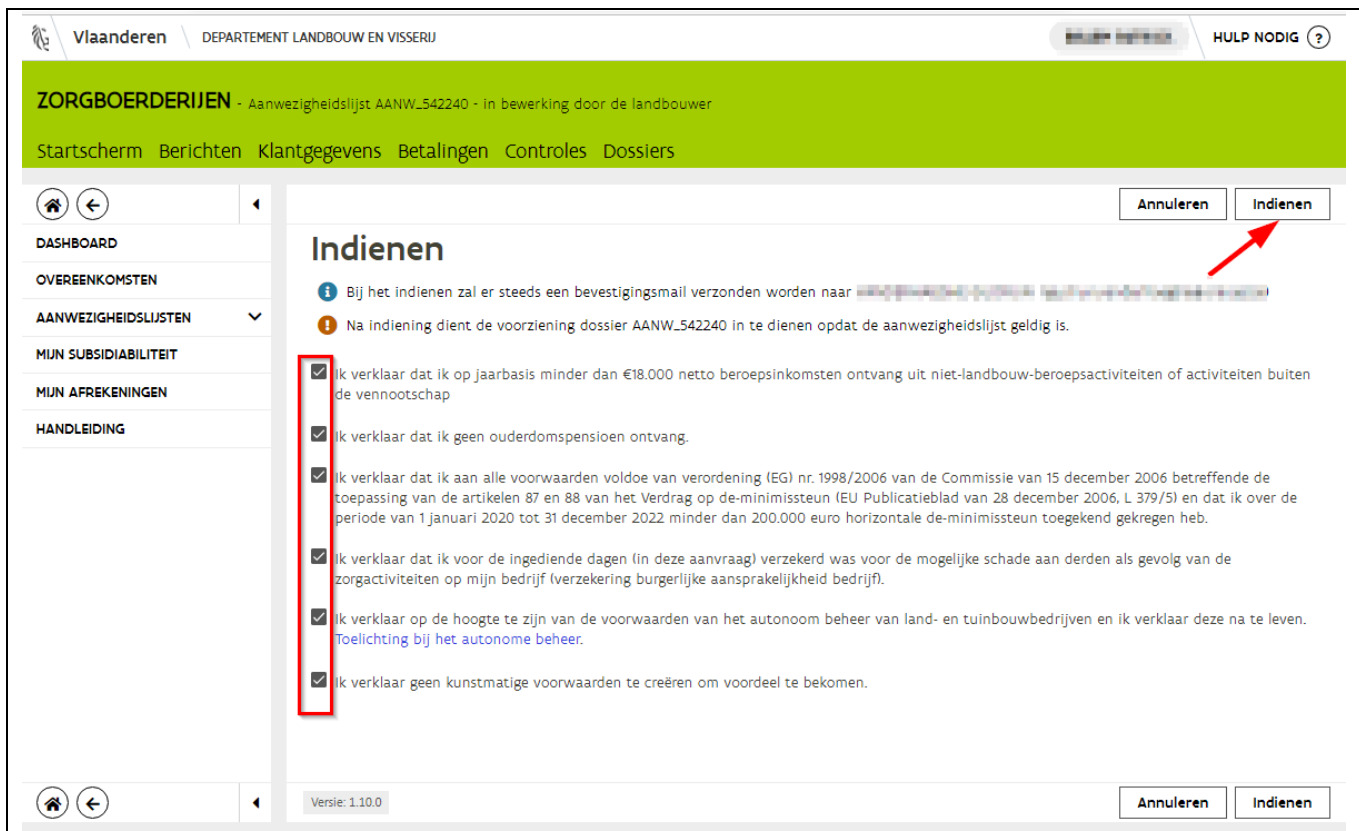 Vlaanderen DEPARTEMENT LANDBOUW EN VISSERIJ HULP NODIG ?
ZORGBOERDERIJEN - Aanwezigheidslijst AANW_542240 - in bewerking door de landbouwer
Startscherm Berichten Klantgegevens Betalingen Controles Dossiers
Annuleren Indienen
DASHBOARD
OVEREENKOMSTEN
AANWEZIGHEIDSLIJSTEN
MIJN SUBSIDIABILITEIT
MIJN AFREKENINGEN
HANDLEIDING
Indienen
Bij het indienen zal er steeds een bevestigingsmail verzonden worden naar
Na indiening dient de voorziening dossier AANW_542240 in te dienen opdat de aanwezigheidslijst geldig is.
Ik verklaar dat ik op jaarbasis minder dan €18.000 netto beroepsinkomsten ontvang uit niet-landbouw-beroepsactiviteiten of activiteiten buiten
de vennootschap
Ik verklaar dat ik geen ouderdomspensioen ontvang.
Ik verklaar dat ik aan alle voorwaarden voldoe van verordening (EG) nr. 1998/2006 van de Commissie van 15 december 2006 betreffende de
toepassing van de artikelen 87 en 88 van het Verdrag op de-minimissteun (EU Publicatieblad van 28 december 2006, L 379/5) en dat ik over de
periode van 1 januari 2020 tot 31 december 2022 minder dan 200.000 euro horizontale de-minimissteun toegekend gekregen heb.
Ik verklaar dat ik voor de ingediende dagen (in deze aanvraag) verzekerd was voor de mogelijke schade aan derden als gevolg van de
zorgactiviteiten op mijn bedrijf (verzekering burgerlijke aansprakelijkheid bedrijf).
Ik verklaar op de hoogte te zijn van de voorwaarden van het autonoom beheer van land- en tuinbouwbedrijven en ik verklaar deze na te leven.
Toelichting bij het autonome beheer.
Ik verklaar geen kunstmatige voorwaarden te creëren om voordeel te bekomen.
Versie: 1.10.0 Annuleren Indienen